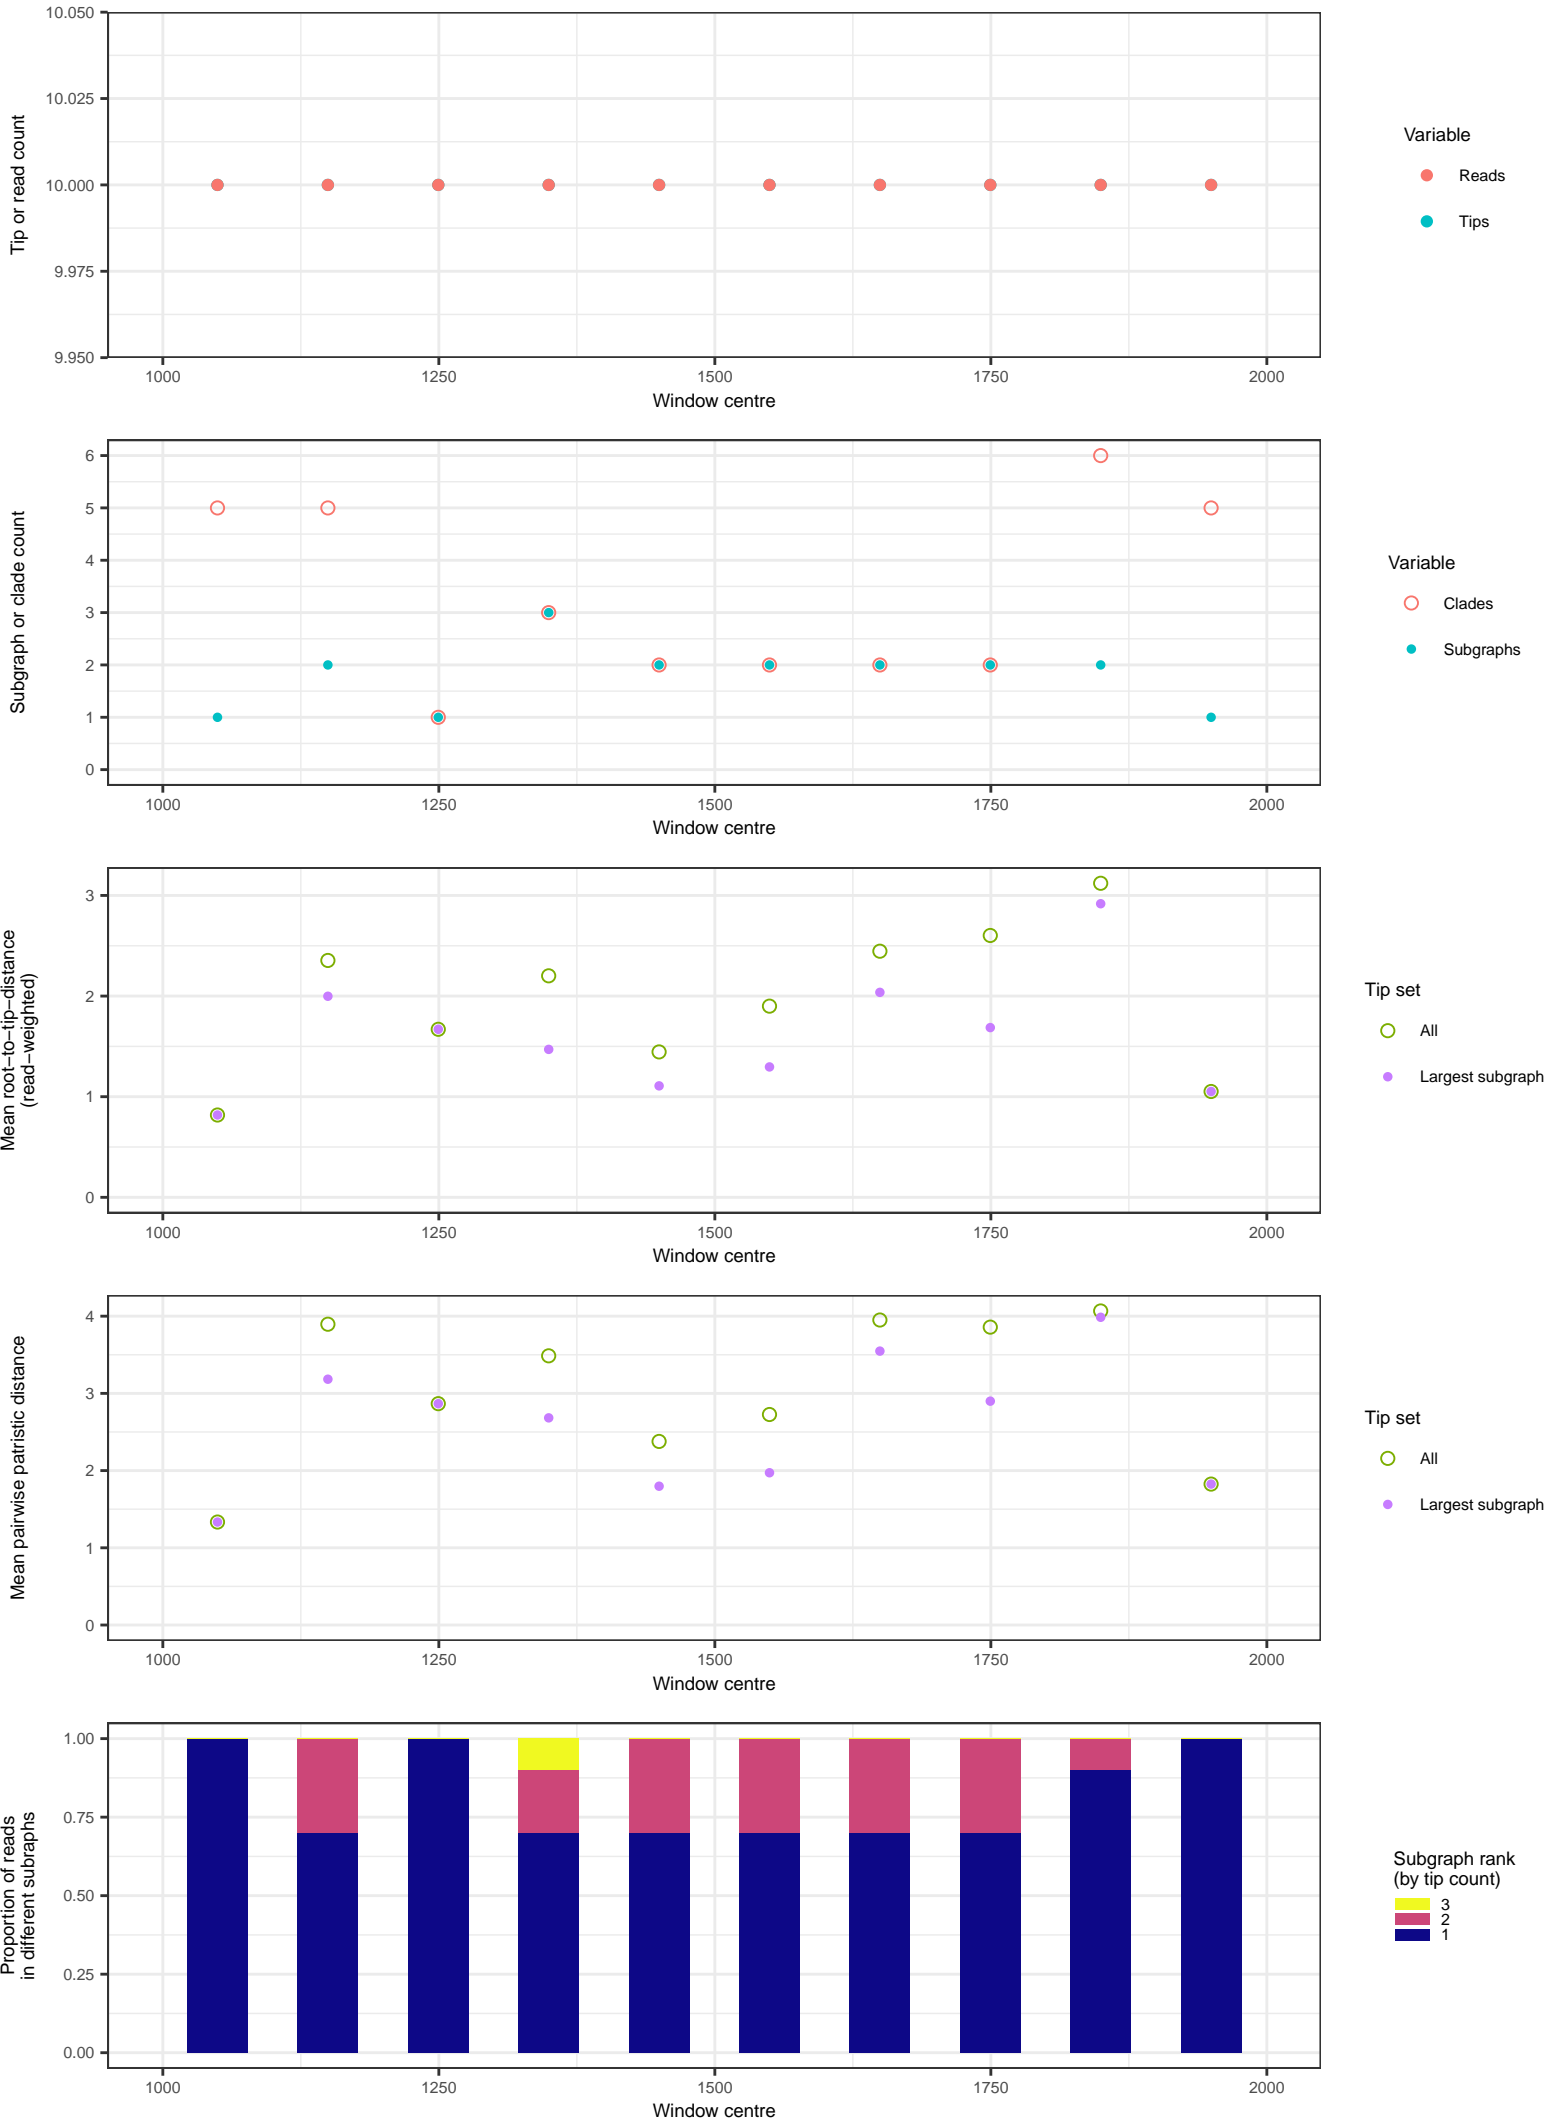 10.050
10.025
10.000
9.975
9.950
Tip or read count
1000 1250 1500 1750 2000
Window centre
Variable
Reads
Tips
6
5
4
3
2
1
0
Subgraph or clade count
1000 1250 1500 1750 2000
Window centre
Variable
Clades
Subgraphs
3
2
1
0
Mean root−to−tip−distance
(read−weighted)
1000 1250 1500 1750 2000
Window centre
Tip set
All
Largest subgraph
4
3
2
1
0
Mean pairwise patristic distance
1000 1250 1500 1750 2000
Window centre
Tip set
All
Largest subgraph
1.00
0.75
0.50
0.25
0.00
Proportion of reads
in different subraphs
1000 1250 1500 1750 2000
Window centre
Subgraph rank
(by tip count)
3
2
1